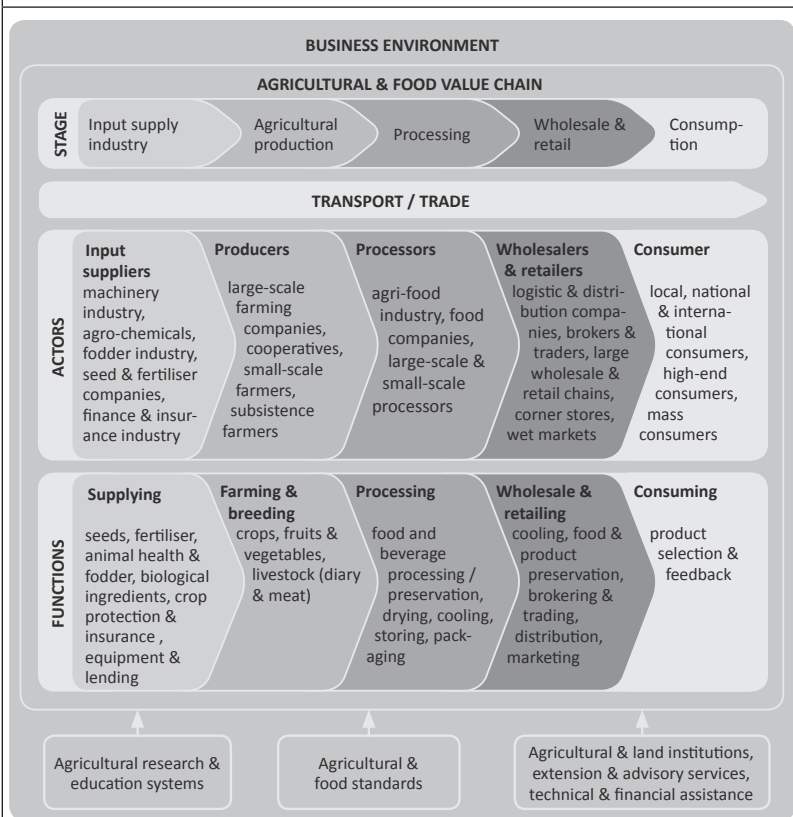 BUSINESS ENVIRONMENT
AGRICULTURAL & FOOD VALUE CHAIN
STAGE
Input supply
industry
Agricultural
production
Processing
Wholesale &
retail
Consump-
tion
TRANSPORT / TRADE
ACTORS
Input
suppliers
machinery
industry,
agro-chemicals,
fodder industry,
seed & fertiliser
companies,
finance & insur-
ance industry
Producers
large-scale
farming
companies,
cooperatives,
small-scale
farmers,
subsistence
farmers
Processors
agri-food
industry, food
companies,
large-scale &
small-scale
processors
Wholesalers
& retailers
logistic & distri-
bution compa-
nies, brokers &
traders, large
wholesale &
retail chains,
corner stores,
wet markets
Consumer
local, national
& interna-
tional
consumers,
high-end
consumers,
mass
consumers
FUNCTIONS
Supplying
seeds, fertiliser,
animal health &
fodder, biological
ingredients, crop
protection &
insurance ,
equipment &
lending
Farming &
breeding
crops, fruits &
vegetables,
livestock (diary
& meat)
Processing
food and
beverage
processing /
preservation,
drying, cooling,
storing, pack-
aging
Wholesale &
retailing
cooling, food &
product
preservation,
brokering &
trading,
distribution,
marketing
Consuming
product
selection &
feedback
Agricultural research &
education systems
Agricultural &
food standards
Agricultural & land institutions,
extension & advisory services,
technical & financial assistance